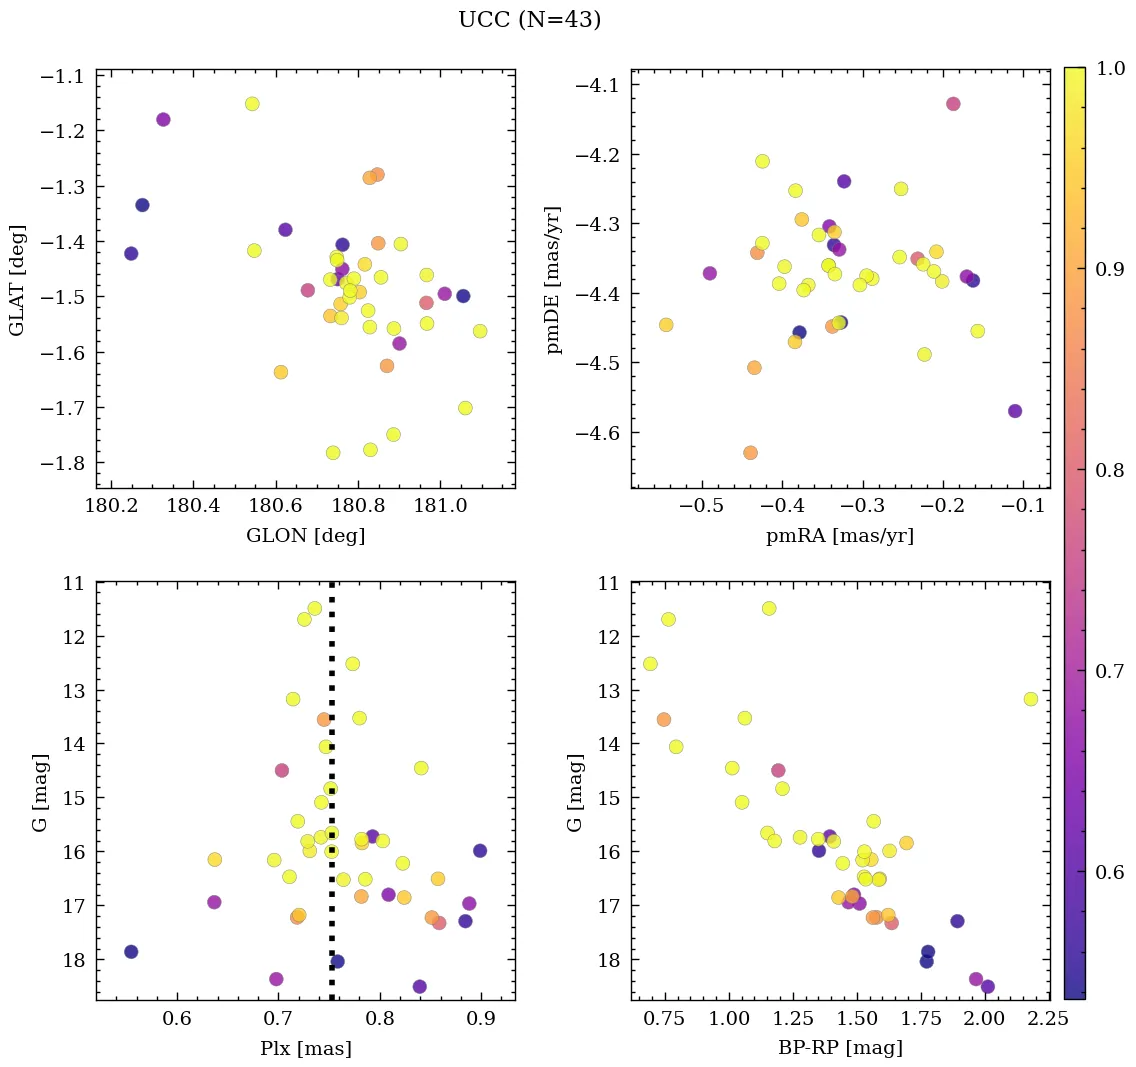 UCC (N=43)
−1.1
−1.2
−1.3
−1.4
−1.5
−1.6
−1.7
−1.8
GLAT [deg]
180.2 180.4 180.6 180.8 181.0
GLON [deg]
−4.1
−4.2
−4.3
−4.4
−4.5
−4.6
pmDE [mas/yr]
−0.5 −0.4 −0.3 −0.2 −0.1
pmRA [mas/yr]
11
12
13
14
15
16
17
18
G [mag]
0.6 0.7 0.8 0.9
Plx [mas]
11
12
13
14
15
16
17
18
G [mag]
0.75 1.00 1.25 1.50 1.75 2.00 2.25
BP-RP [mag]
1.0
0.9
0.8
0.7
0.6